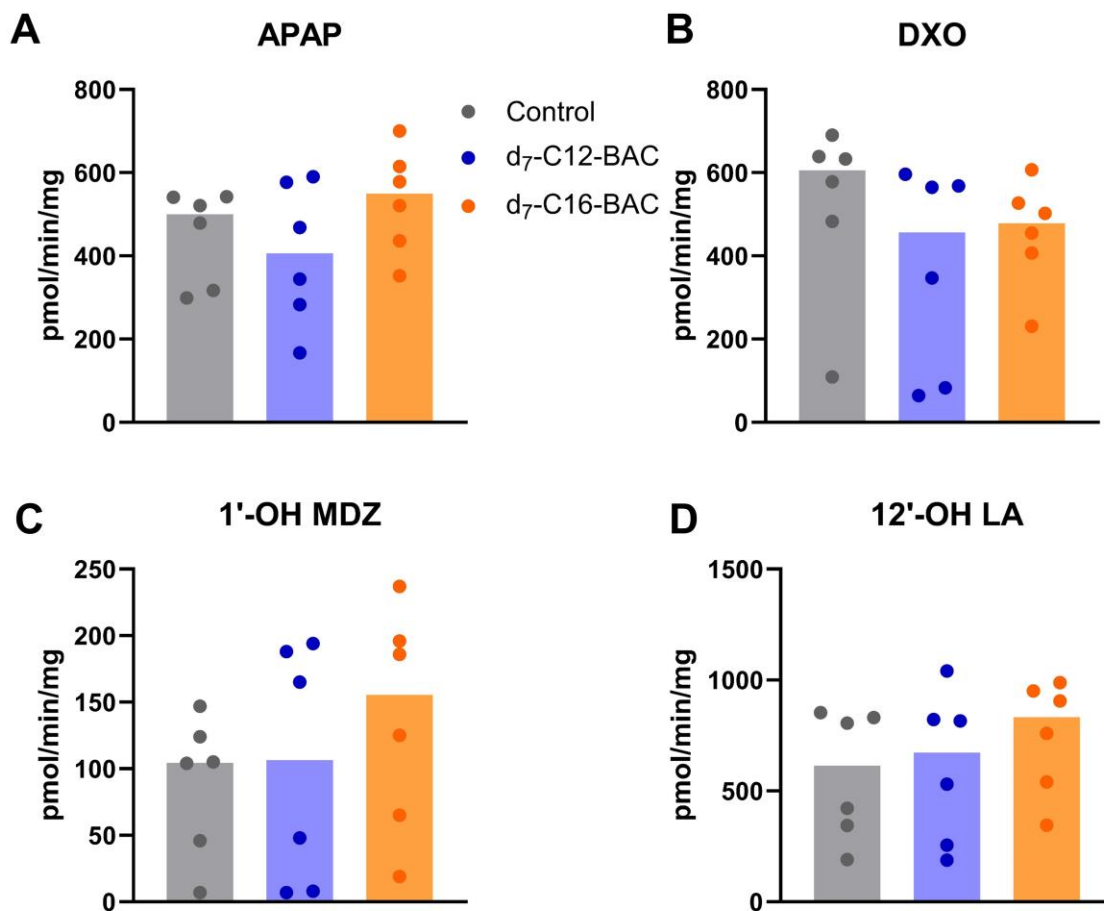 A
APAP
pmol/min/mg
800
600
400
200
0
Control
d₇-C12-BAC
d₇-C16-BAC
B
DXO
pmol/min/mg
800
600
400
200
0
C
1'-OH MDZ
pmol/min/mg
250
200
150
100
50
0
D
12'-OH LA
pmol/min/mg
1500
1000
500
0